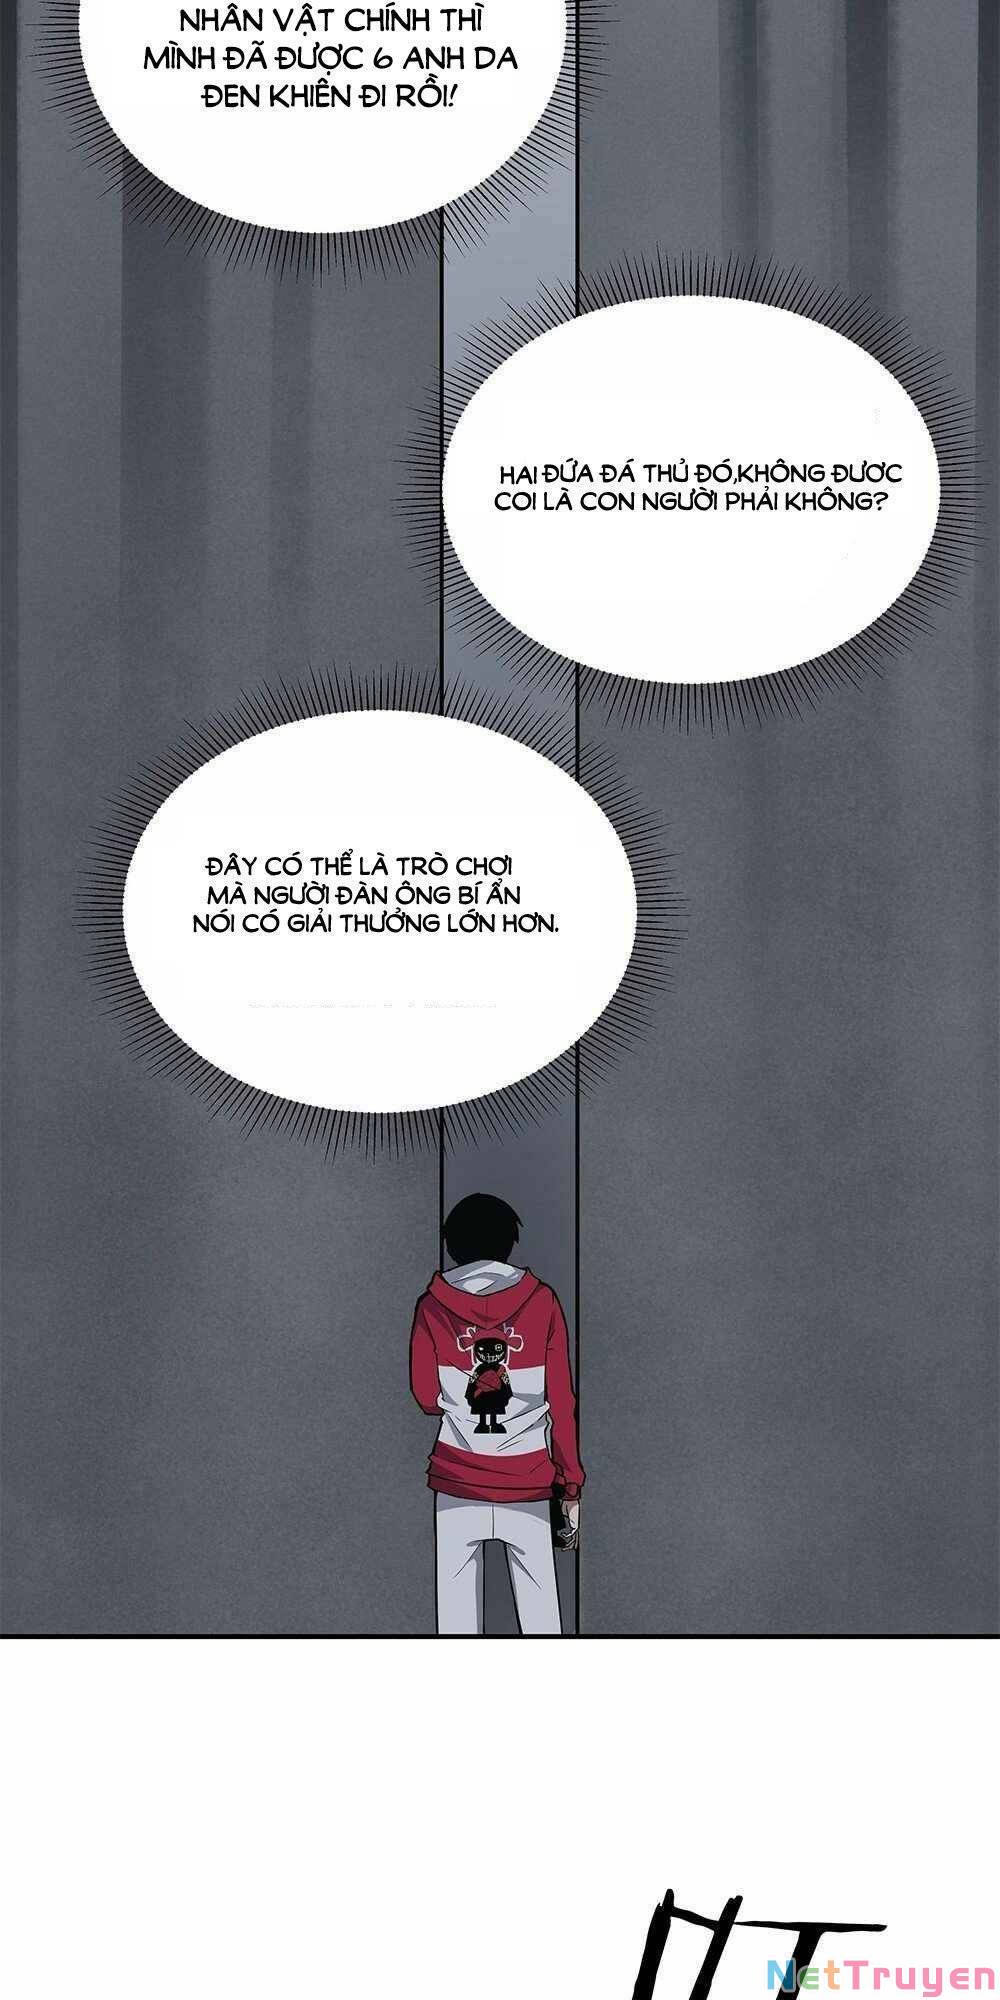 NHÂN VẬT CHÍNH THÌ
MÌNH ĐÃ ĐƯỢC 6 ANH DA
ĐEN KHIÊN ĐI RỒI!
HAI ĐỨA ĐÁ THỦ ĐÓ,KHÔNG ĐƯƠC
COI LÀ CON NGƯỜI PHẢI KHÔNG?
ĐÂY CÓ THỂ LÀ TRÒ CHƠI
MÀ NGƯỜI ĐÀN ÔNG BÍ ẨN
NÓI CÓ GIẢI THƯỞNG LỚN HƠN.
NetTruyen